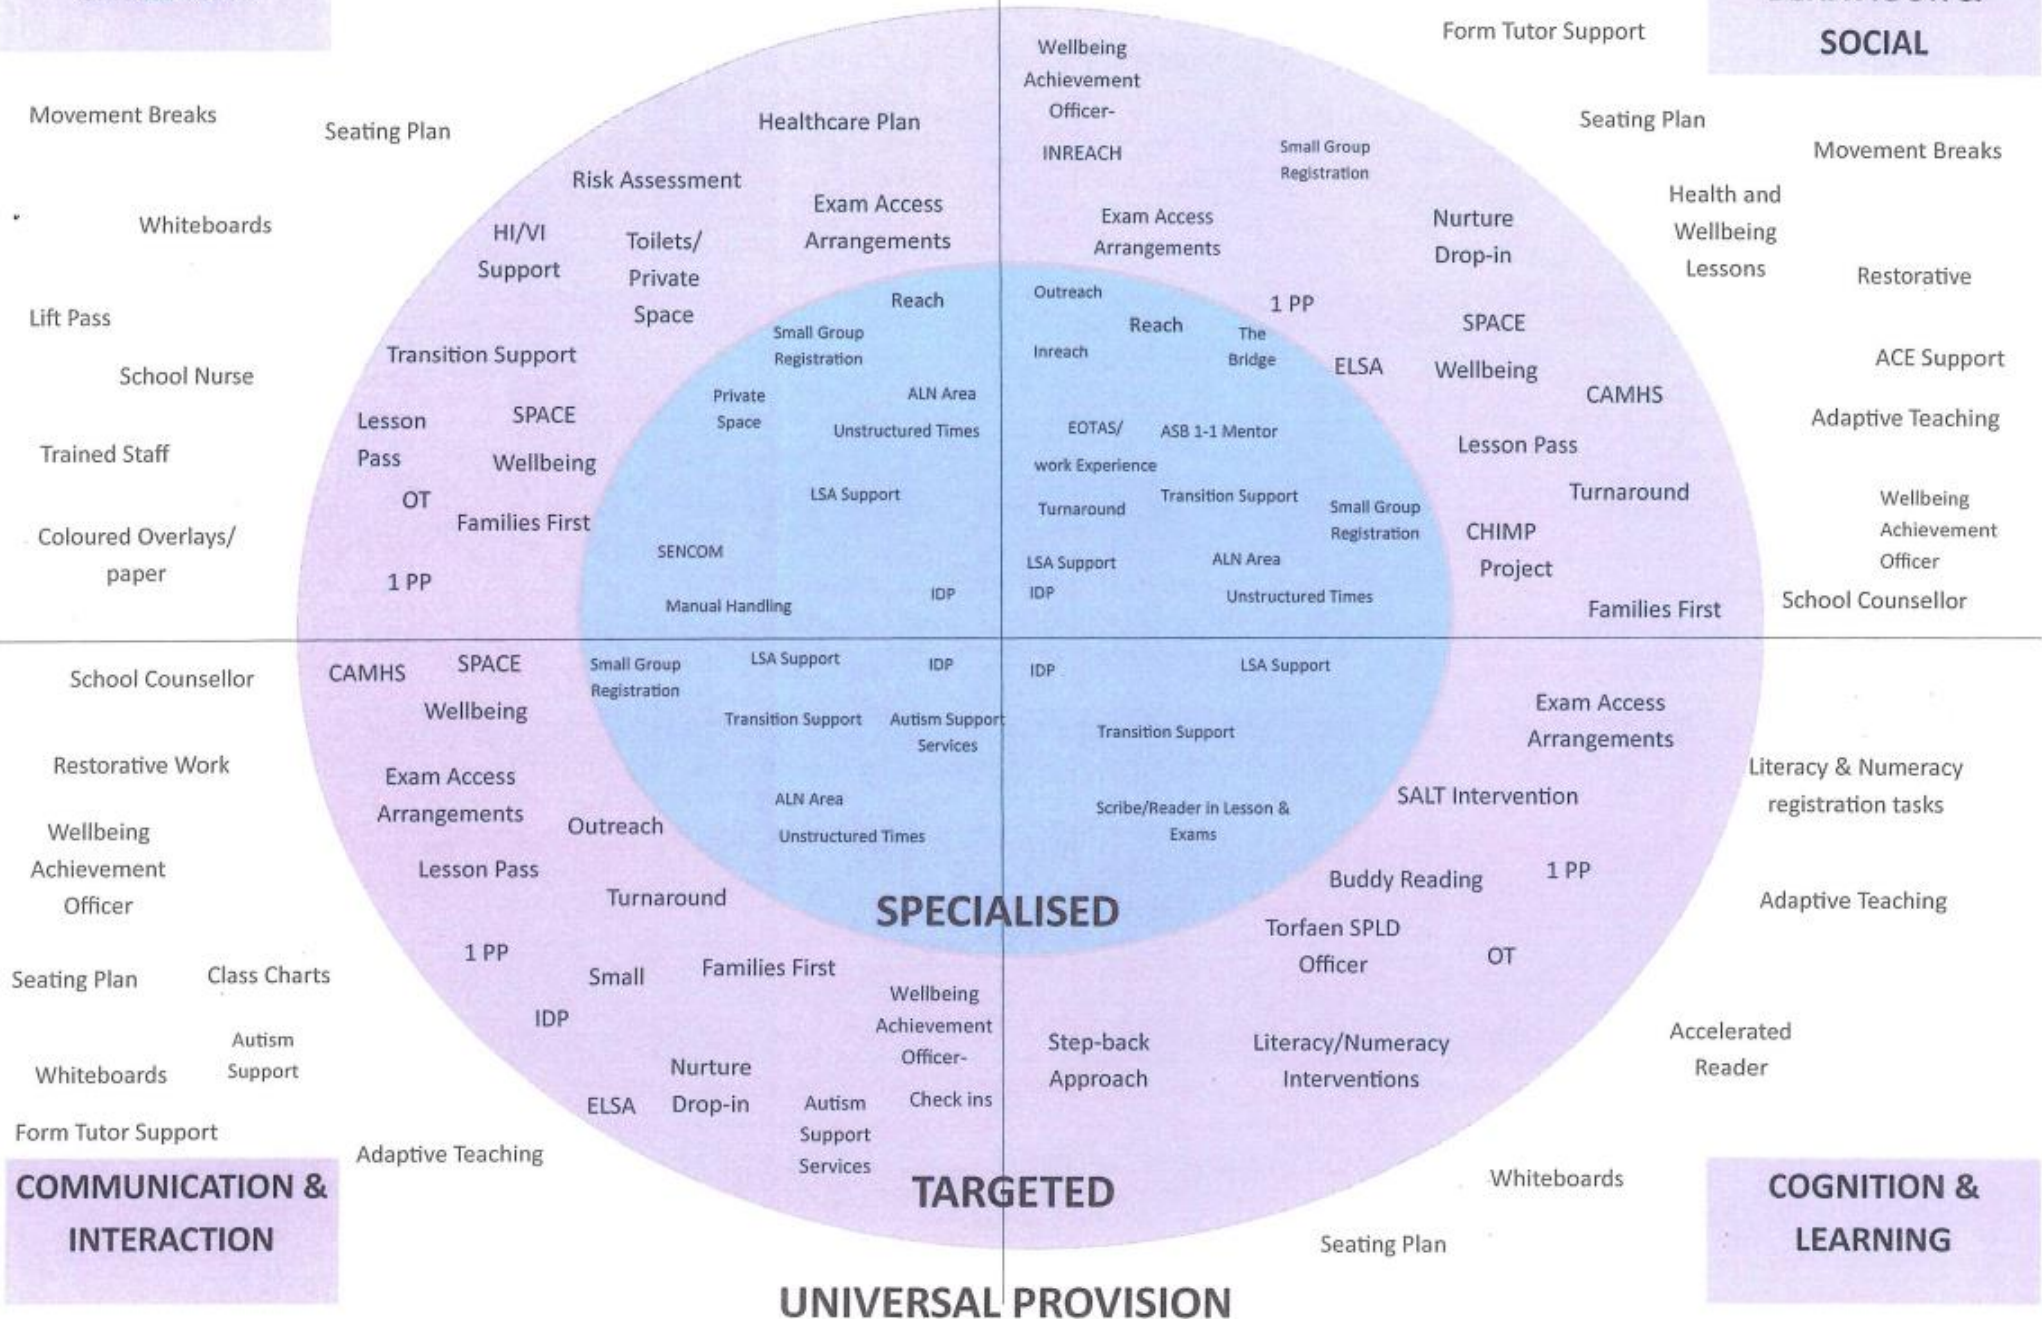 SOCIAL
Movement Breaks
Seating Plan
Whiteboards
Lift Pass
School Nurse
Trained Staff
Coloured Overlays/
paper
Healthcare Plan
Risk Assessment
Exam Access
Arrangements
HI/VI
Support
Toilets/
Private
Space
Transition Support
Lesson
Pass
SPACE
Wellbeing
OT
Families First
1 PP
Reach
Small Group
Registration
Private
Space
ALN Area
Unstructured Times
LSA Support
SENCOM
Manual Handling
IDP
Wellbeing
Achievement
Officer-
INREACH
Small Group
Registration
Exam Access
Arrangements
Nurture
Drop-in
1 PP
SPACE
Wellbeing
ELSA
CAMHS
Lesson Pass
Turnaround
CHIMP
Project
Families First
Outreach
Reach
The
Bridge
Inreach
EOTAS/
work Experience
ASB 1-1 Mentor
Transition Support
Turnaround
Small Group
Registration
LSA Support
ALN Area
IDP
Unstructured Times
Form Tutor Support
Seating Plan
Movement Breaks
Health and
Wellbeing
Lessons
Restorative
ACE Support
Adaptive Teaching
Wellbeing
Achievement
Officer
School Counsellor
School Counsellor
Restorative Work
Wellbeing
Achievement
Officer
Seating Plan
Class Charts
Autism
Support
Whiteboards
Form Tutor Support
Adaptive Teaching
COMMUNICATION &
INTERACTION
CAMHS
SPACE
Wellbeing
Exam Access
Arrangements
Outreach
Lesson Pass
Turnaround
1 PP
Small
Families First
IDP
Wellbeing
Achievement
Officer-
Check ins
Nurture
Drop-in
ELSA
Autism
Support
Services
Small Group
Registration
LSA Support
IDP
Transition Support
Autism Support
Services
ALN Area
Unstructured Times
IDP
LSA Support
Transition Support
Scribe/Reader in Lesson &
Exams
SPECIALISED
Exam Access
Arrangements
SALT Intervention
Buddy Reading
1 PP
Torfaen SPLD
Officer
OT
Step-back
Approach
Literacy/Numeracy
Interventions
TARGETED
Literacy & Numeracy
registration tasks
Adaptive Teaching
Accelerated
Reader
Whiteboards
Seating Plan
COGNITION &
LEARNING
UNIVERSAL PROVISION